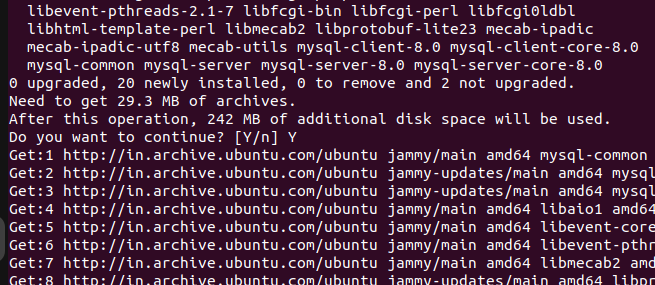 libevent-pthreads-2.1-7 libfcgi-bin libfcgi-perl libfcgi0ldbl
libhtml-template-perl libmecab2 libprotobuf-lite23 mecab-ipadic
mecab-ipadic-utf8 mecab-utils mysql-client-8.0 mysql-client-core-8.0
mysql-common mysql-server mysql-server-8.0 mysql-server-core-8.0
0 upgraded, 20 newly installed, 0 to remove and 2 not upgraded.
Need to get 29.3 MB of archives.
After this operation, 242 MB of additional disk space will be used.
Do you want to continue? [Y/n] Y
Get:1 http://in.archive.ubuntu.com/ubuntu jammy/main amd64 mysql-common
Get:2 http://in.archive.ubuntu.com/ubuntu jammy-updates/main amd64 mysql
Get:3 http://in.archive.ubuntu.com/ubuntu jammy-updates/main amd64 mysql
Get:4 http://in.archive.ubuntu.com/ubuntu jammy/main amd64 libaio1 amd64
Get:5 http://in.archive.ubuntu.com/ubuntu jammy/main amd64 libevent-core
Get:6 http://in.archive.ubuntu.com/ubuntu jammy/main amd64 libevent-pthr
Get:7 http://in.archive.ubuntu.com/ubuntu jammy/main amd64 libmecab2 amd
Get:8 http://in.archive.ubuntu.com/ubuntu jammy-updates/main amd64 libpr